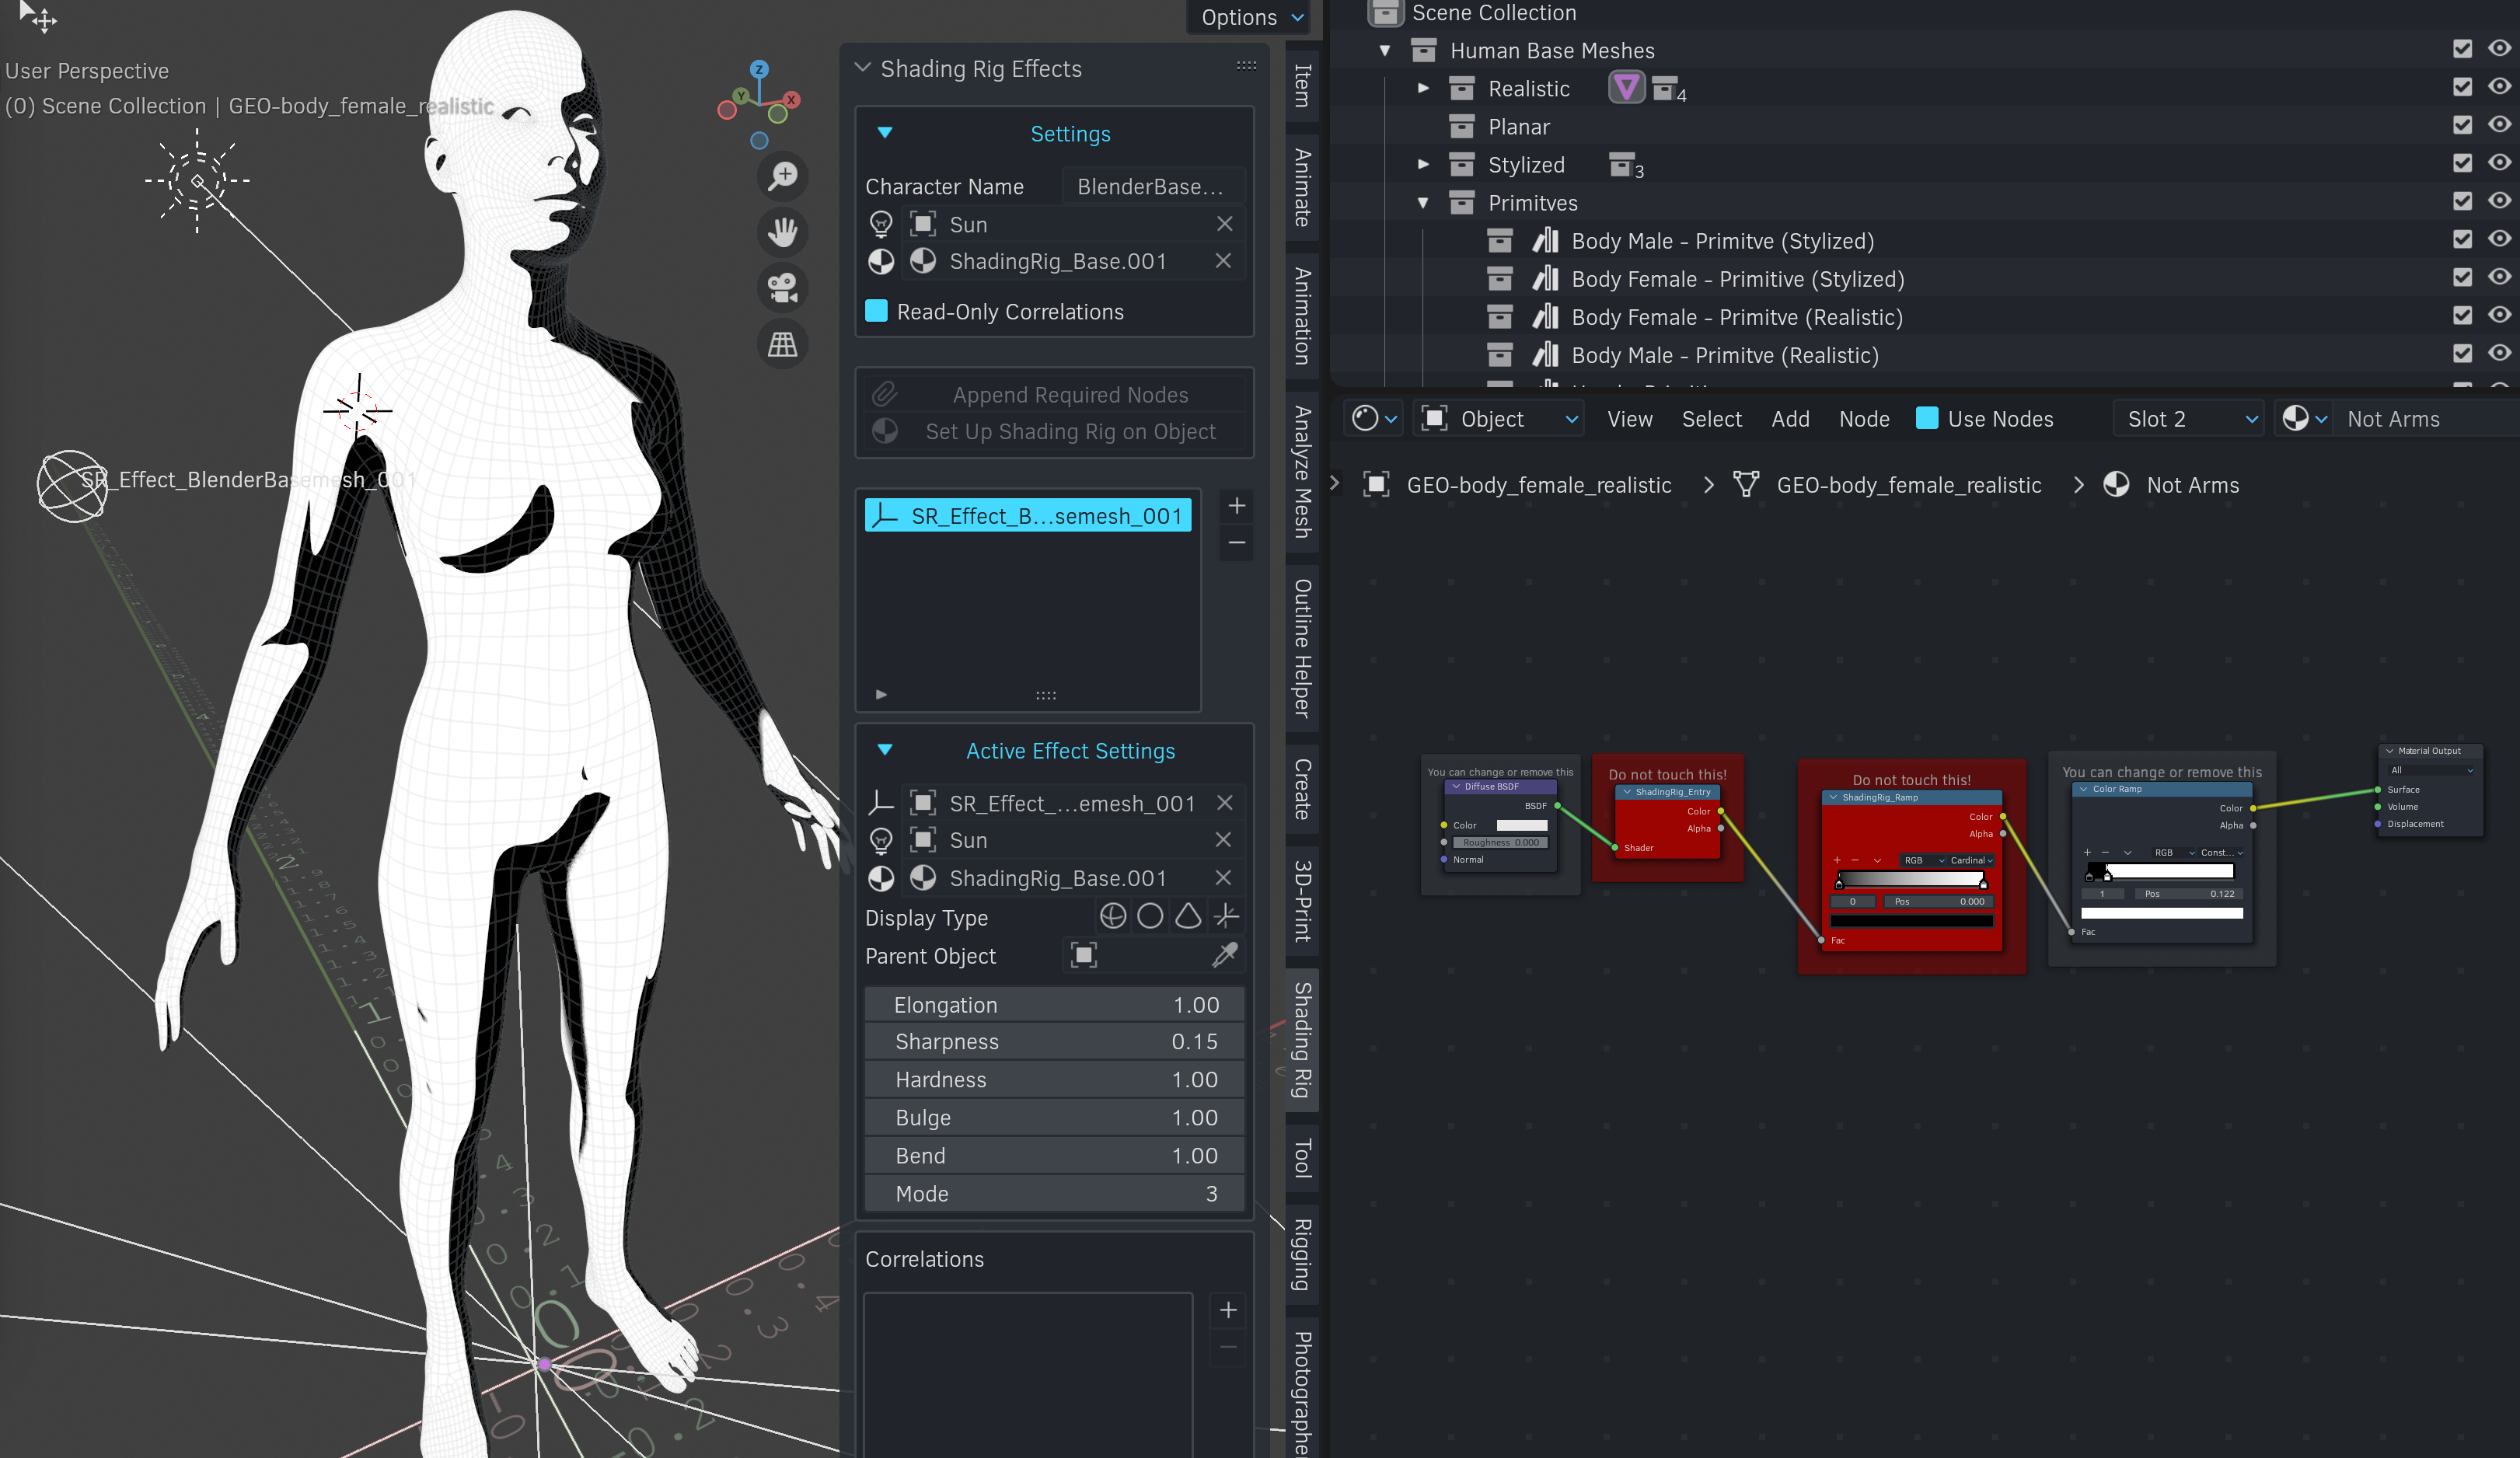 Options
User Perspective
(0) Scene Collection | GEO-body_female_realistic
Z
Y
X
SR_Effect_BlenderBasemesh_001
Shading Rig Effects
Settings
Character Name
BlenderBase...
Sun
ShadingRig_Base.001
Read-Only Correlations
Append Required Nodes
Set Up Shading Rig on Object
SR_Effect_B...semesh_001
Active Effect Settings
SR_Effect_...emesh_001
Sun
ShadingRig_Base.001
Display Type
Parent Object
Elongation 1.00
Sharpness 0.15
Hardness 1.00
Bulge 1.00
Bend 1.00
Mode 3
Correlations
Item
Animate
Animation
Analyze Mesh
Outline Helper
Create
3D-Print
Shading Rig
Tool
Rigging
Photographer
Scene Collection
Human Base Meshes
Realistic 4
Planar
Stylized 3
Primitves
Body Male - Primitve (Stylized)
Body Female - Primitive (Stylized)
Body Female - Primitve (Realistic)
Body Male - Primitve (Realistic)
Object View Select Add Node Use Nodes Slot 2 Not Arms
GEO-body_female_realistic > GEO-body_female_realistic > Not Arms
You can change or remove this
Diffuse BSDF
BSDF
Color
Roughness 0.000
Normal
Do not touch this!
ShadingRig_Entry
Color
Alpha
Shader
Do not touch this!
ShadingRig_Ramp
Color
Alpha
RGB Cardinal
0 Pos 0.000
Fac
You can change or remove this
Color Ramp
Color
Alpha
RGB Const...
1 Pos 0.122
Fac
Material Output
All
Surface
Volume
Displacement